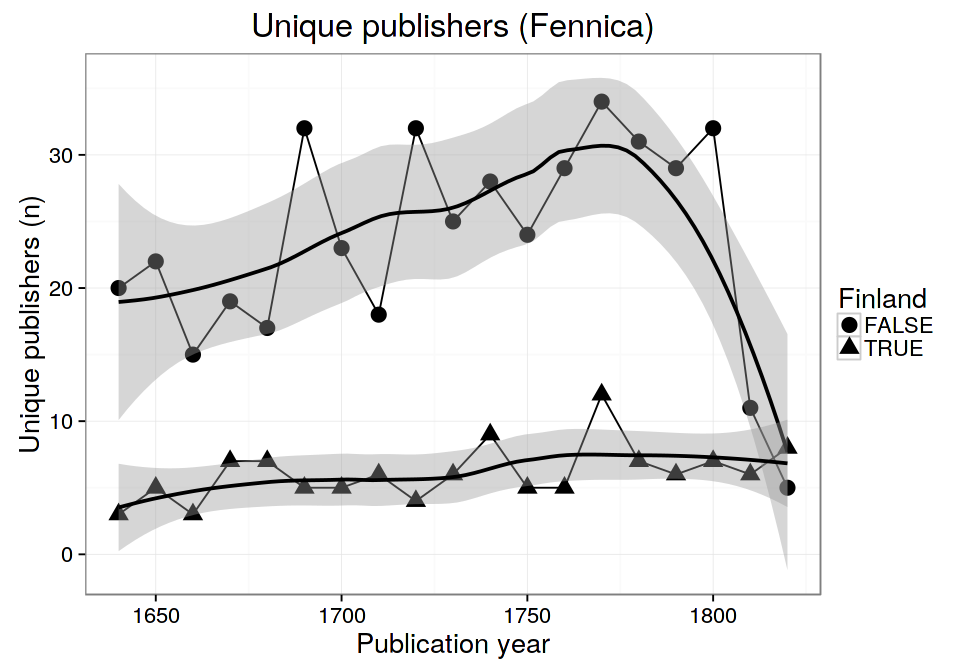 Unique publishers (Fennica)
Unique publishers (n)
30
20
10
0
1650 1700 1750 1800
Publication year
Finland
FALSE
TRUE